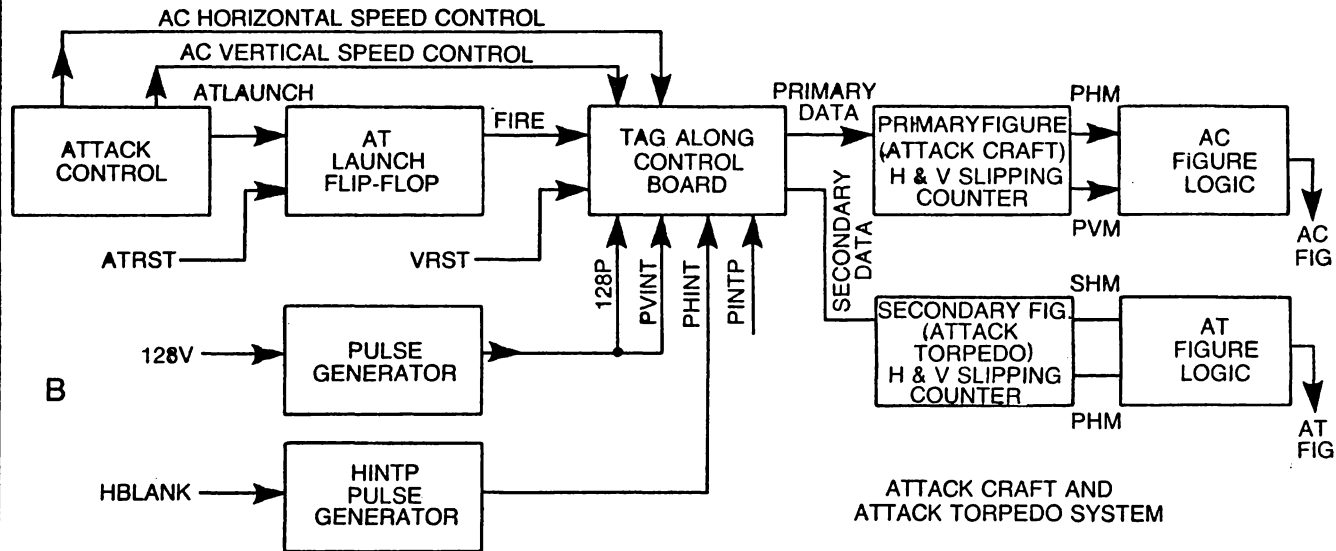 AC HORIZONTAL SPEED CONTROL
AC VERTICAL SPEED CONTROL
ATLAUNCH
ATTACK
CONTROL
AT
LAUNCH
FLIP-FLOP
FIRE
TAG ALONG
CONTROL
BOARD
PRIMARY
DATA
PRIMARY FIGURE
(ATTACK CRAFT)
H & V SLIPPING
COUNTER
PHM
PVM
AC
FIGURE
LOGIC
AC
FIG
ATRST
VRST
128P
PVINT
PHINT
PINTP
SECONDARY
DATA
SECONDARY FIG.
(ATTACK
TORPEDO)
H & V SLIPPING
COUNTER
SHM
PHM
AT
FIGURE
LOGIC
AT
FIG
128V
PULSE
GENERATOR
B
HBLANK
HINTP
PULSE
GENERATOR
ATTACK CRAFT AND
ATTACK TORPEDO SYSTEM